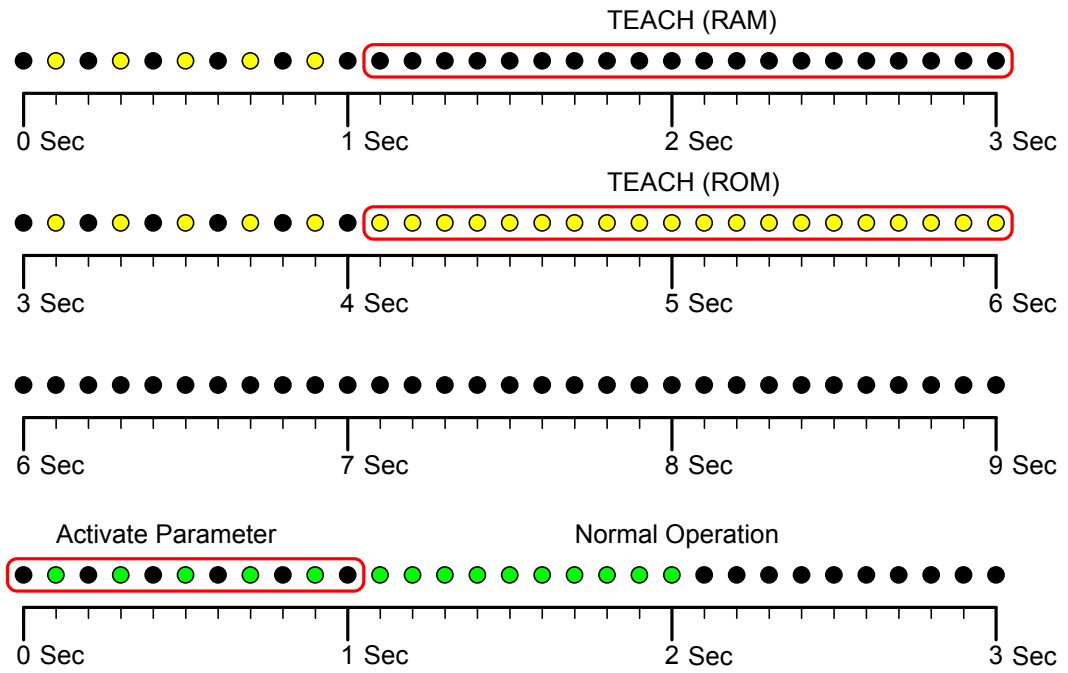 TEACH (RAM)
0 Sec 1 Sec 2 Sec 3 Sec
TEACH (ROM)
3 Sec 4 Sec 5 Sec 6 Sec
6 Sec 7 Sec 8 Sec 9 Sec
Activate Parameter Normal Operation
0 Sec 1 Sec 2 Sec 3 Sec